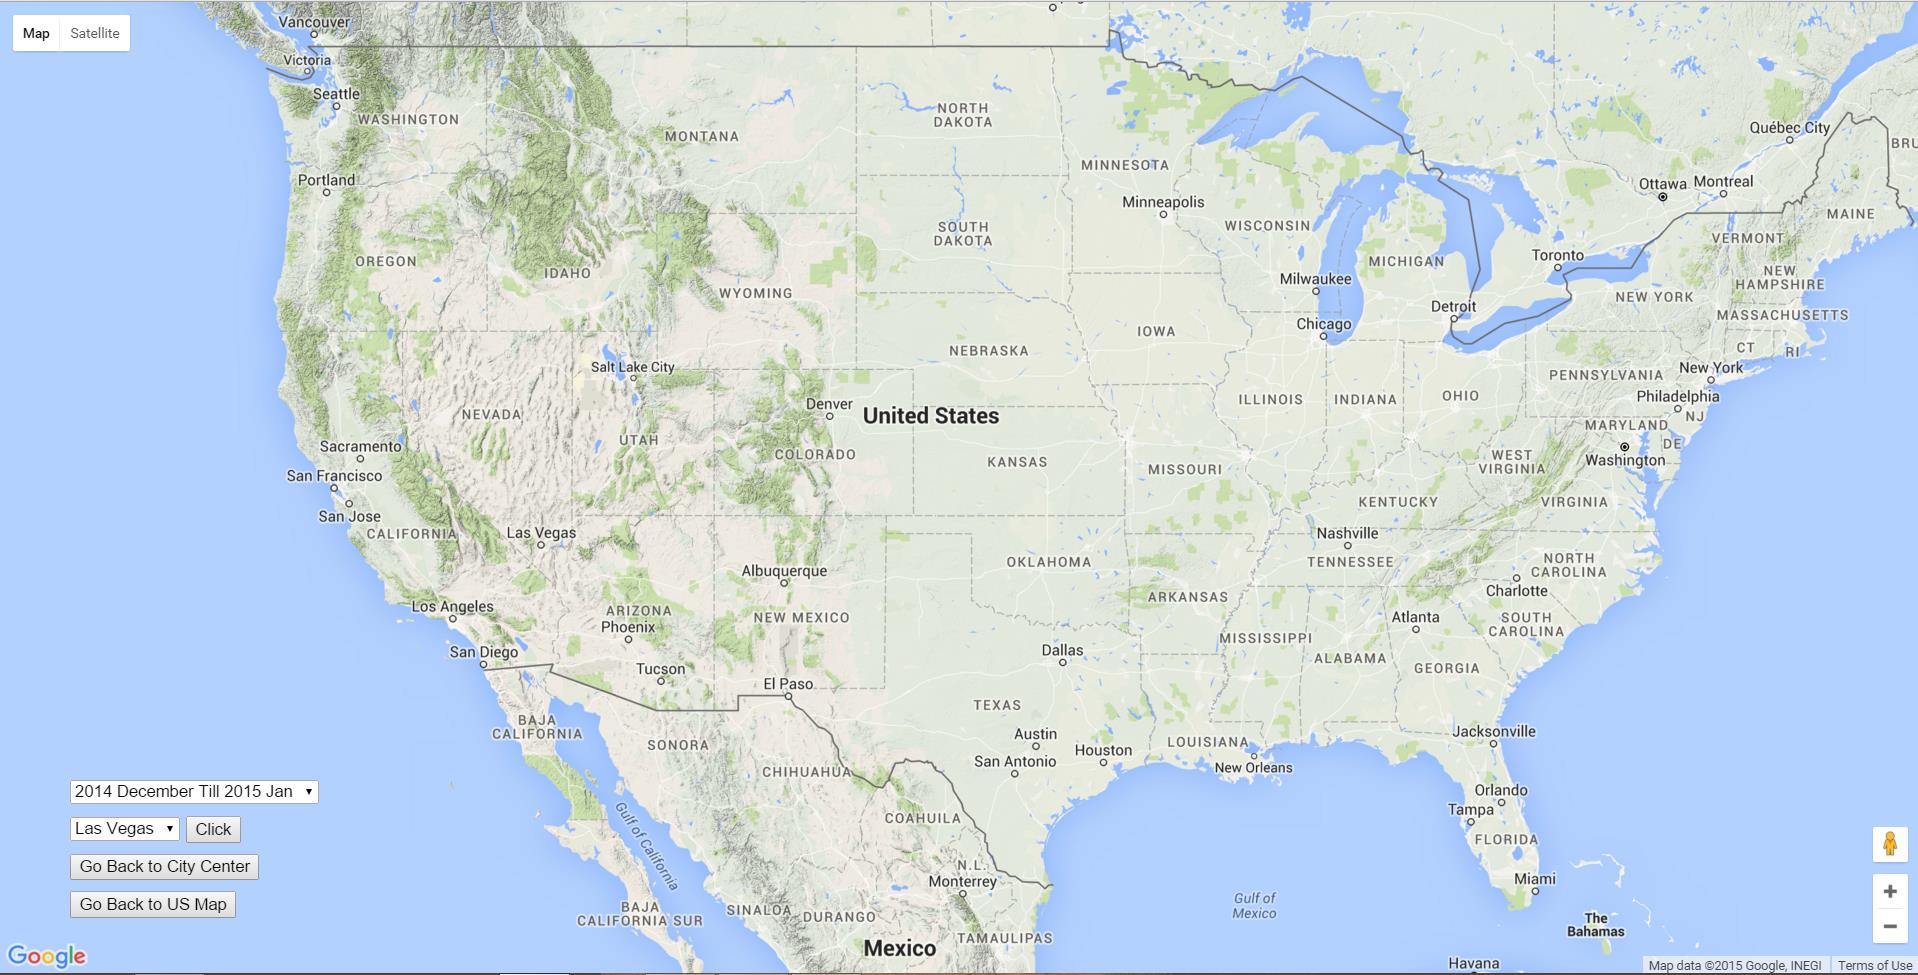 Vancouver
Map Satellite
Victoria
Seattle
WASHINGTON
NORTH
DAKOTA
MONTANA
Québec City
BRU
MINNESOTA
Portland
Ottawa
Montreal
Minneapolis
MAINE
WISCONSIN
SOUTH
DAKOTA
VERMONT
OREGON
MICHIGAN
Toronto
IDAHO
NEW
HAMPSHIRE
Milwaukee
WYOMING
NEW YORK
Detroit
MASSACHUSETTS
Chicago
IOWA
NEBRASKA
CT
RI
Salt Lake City
New York
PENNSYLVANIA
Philadelphia
OHIO
ILLINOIS
INDIANA
Denver
United States
NEVADA
NJ
MARYLAND
UTAH
DE
Sacramento
COLORADO
WEST
VIRGINIA
Washington
KANSAS
MISSOURI
San Francisco
KENTUCKY
VIRGINIA
San Jose
CALIFORNIA
Las Vegas
Nashville
OKLAHOMA
TENNESSEE
NORTH
CAROLINA
Albuquerque
Charlotte
ARKANSAS
Los Angeles
ARIZONA
NEW MEXICO
Atlanta
SOUTH
CAROLINA
Phoenix
MISSISSIPPI
San Diego
Dallas
ALABAMA
GEORGIA
Tucson
El Paso
TEXAS
BAJA
CALIFORNIA
Jacksonville
Austin
SONORA
LOUISIANA
Houston
San Antonio
New Orleans
CHIHUAHUA
2014 December Till 2015 Jan
Orlando
Tampa
COAHUILA
Las Vegas Click
Gulf of California
FLORIDA
Go Back to City Center
N.L.
Monterrey
Miami
Go Back to US Map
Gulf of
Mexico
BAJA
CALIFORNIA SUR
SINALOA
DURANGO
The
Bahamas
Mexico
TAMAULIPAS
Google
Havana
Map data ©2015 Google, INEGI Terms of Use